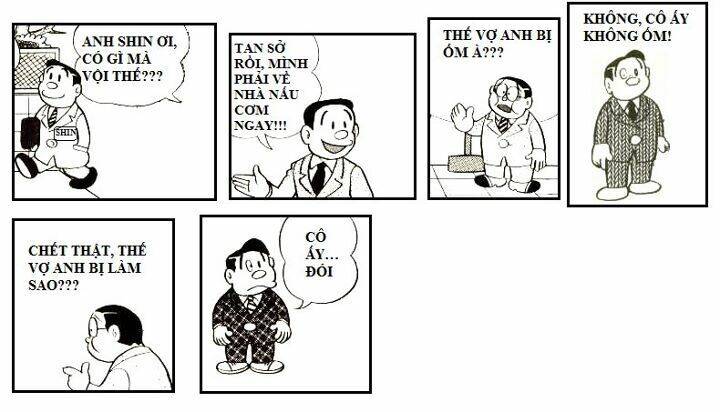 ANH SHIN ƠI,
CÓ GÌ MÀ
VỘI THẾ???
SHIN
TAN SỞ
RỒI, MÌNH
PHẢI VỀ
NHÀ NẤU
CƠM
NGAY!!!
THẾ VỢ ANH BỊ
ỐM À???
KHÔNG, CÔ ẤY
KHÔNG ỐM!
CHẾT THẬT, THẾ
VỢ ANH BỊ LÀM
SAO???
CÔ
ẤY...
ĐÓI